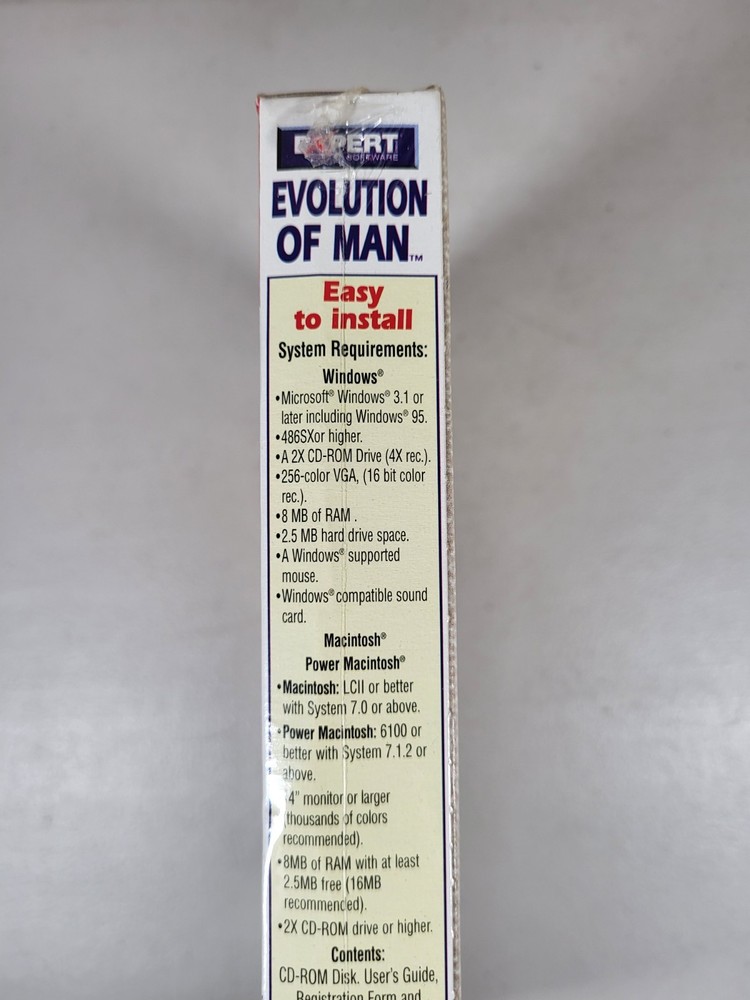 EXPERT
SOFTWARE
EVOLUTION
OF MAN™
Easy
to install
System Requirements:
Windows®
•Microsoft® Windows® 3.1 or
later including Windows® 95.
•486SXor higher.
•A 2X CD-ROM Drive (4X rec.).
•256-color VGA, (16 bit color
rec.).
•8 MB of RAM .
•2.5 MB hard drive space.
•A Windows® supported
mouse.
•Windows® compatible sound
card.
Macintosh®
Power Macintosh®
•Macintosh: LCII or better
with System 7.0 or above.
•Power Macintosh: 6100 or
better with System 7.1.2 or
above.
4" monitor or larger
(thousands of colors
recommended).
•8MB of RAM with at least
2.5MB free (16MB
recommended).
•2X CD-ROM drive or higher.
Contents:
CD-ROM Disk. User's Guide,
Registration Form and